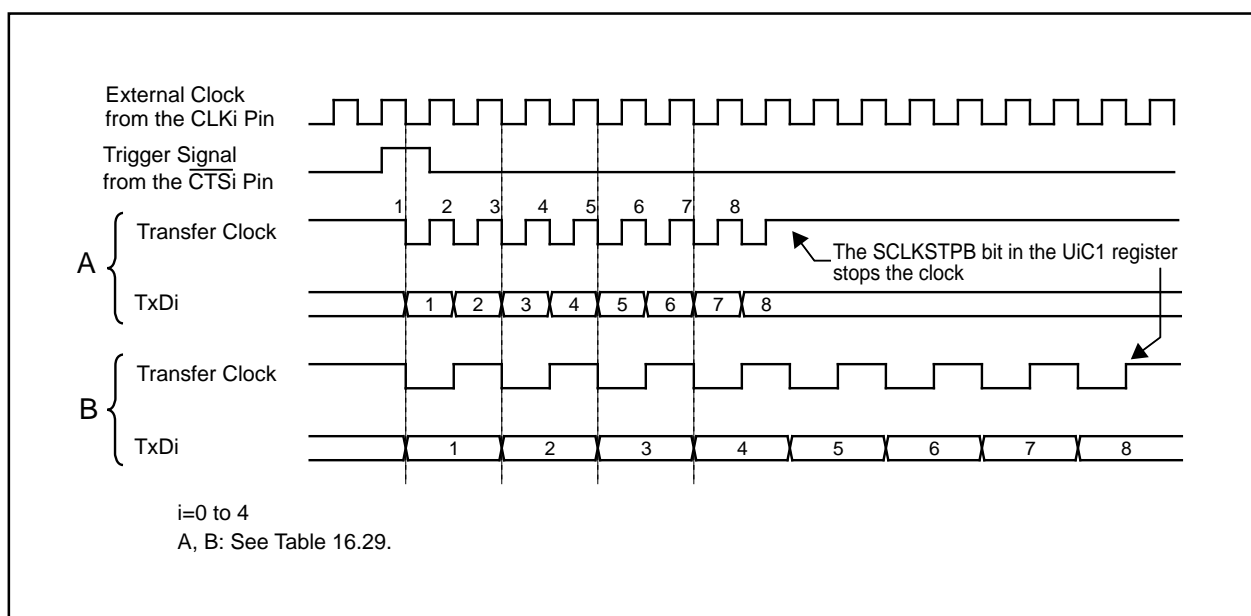 External Clock
from the CLKi Pin
Trigger Signal
from the CTSi Pin
1 2 3 4 5 6 7 8
A
Transfer Clock
The SCLKSTPB bit in the UiC1 register
stops the clock
TxDi
1 2 3 4 5 6 7 8
B
Transfer Clock
TxDi
1 2 3 4 5 6 7 8
i=0 to 4
A, B: See Table 16.29.